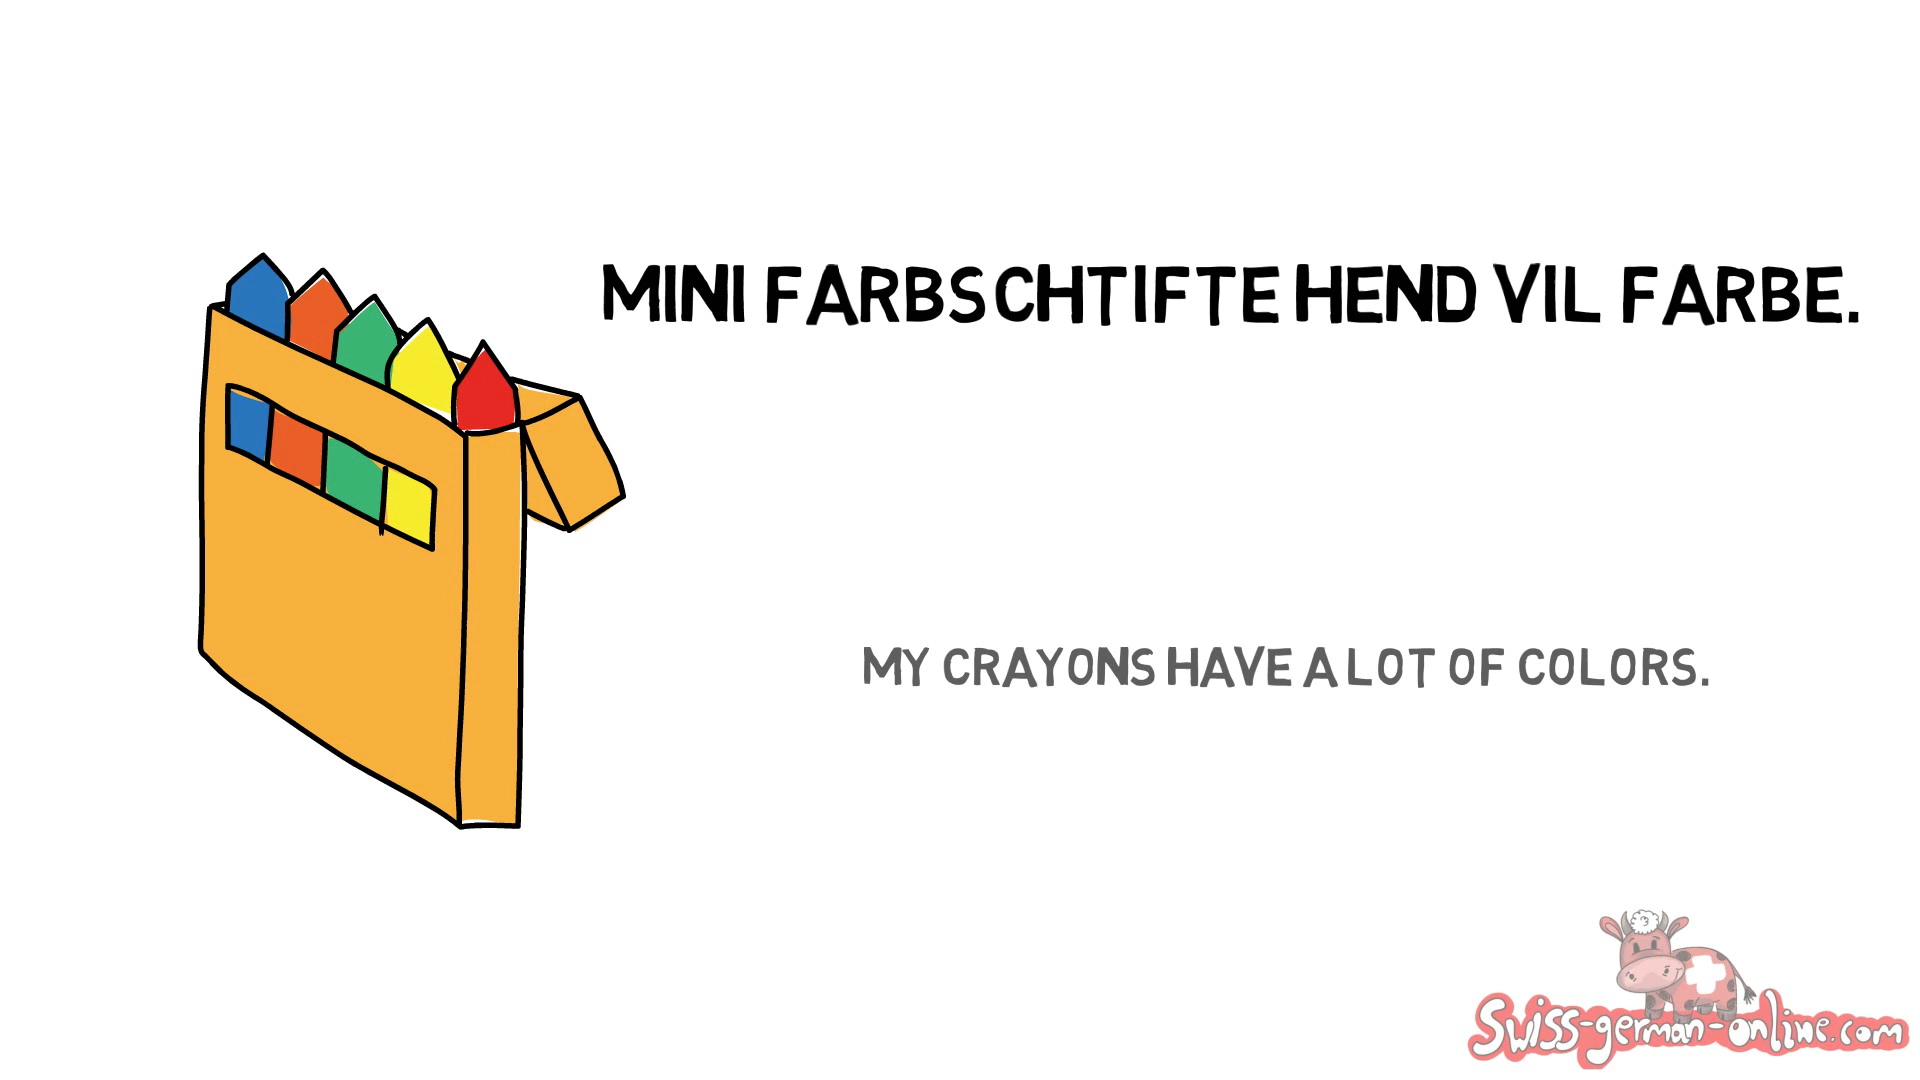 MINI FARBSCHTIFTE HEND VIL FARBE.
MY CRAYONS HAVE A LOT OF COLORS.
Swiss-german-online.com